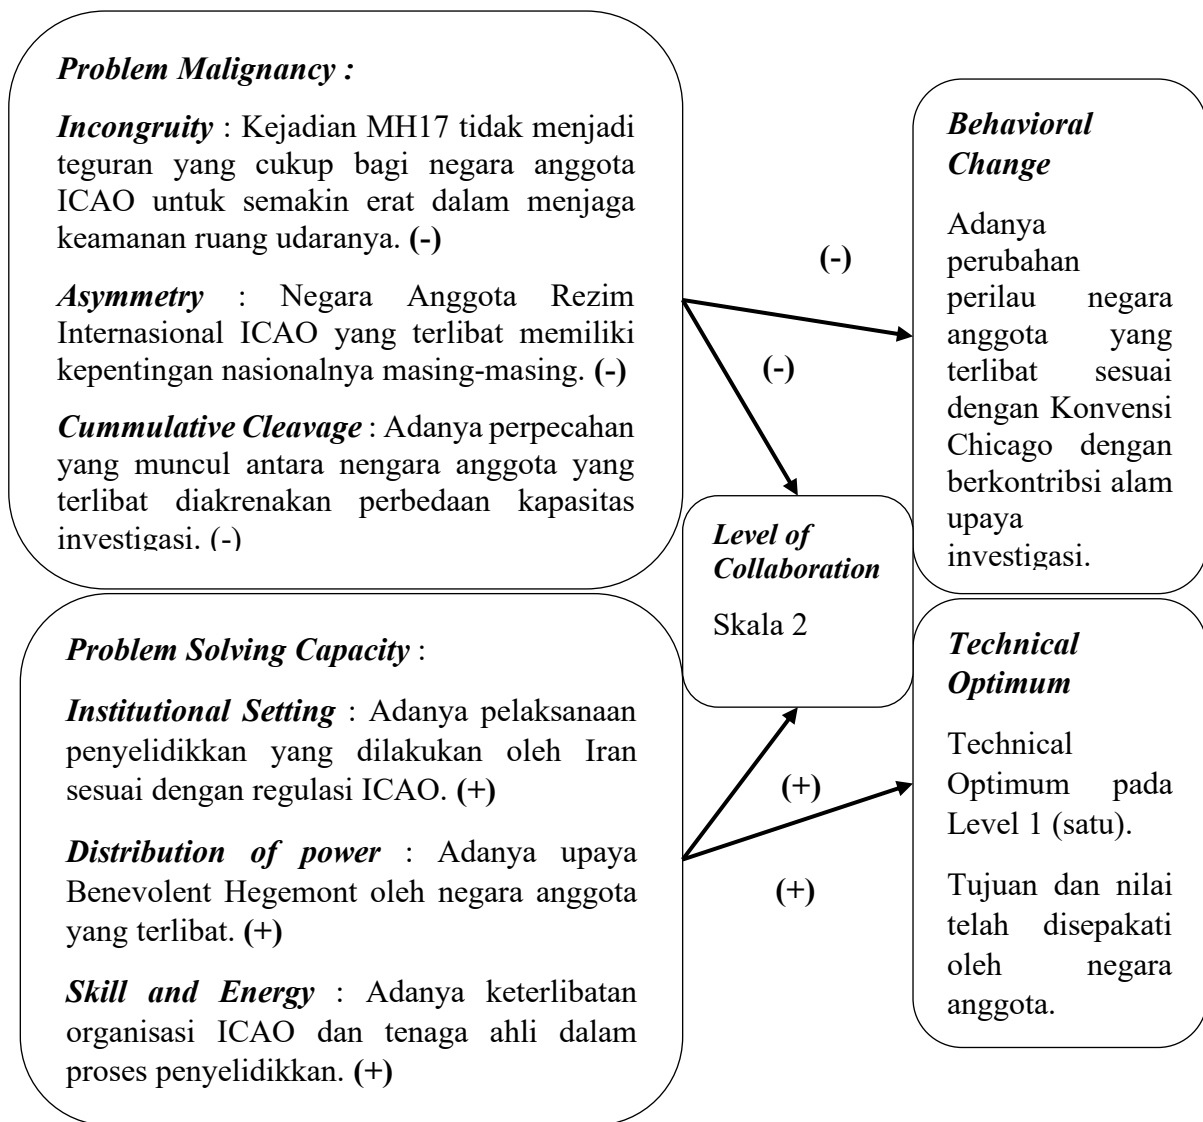 Problem Malignancy :
Incongruity : Kejadian MH17 tidak menjadi
teguran yang cukup bagi negara anggota
ICAO untuk semakin erat dalam menjaga
keamanan ruang udaranya. (-)
Asymmetry : Negara Anggota Rezim
Internasional ICAO yang terlibat memiliki
kepentingan nasionalnya masing-masing. (-)
Cummulative Cleavage : Adanya perpecahan
yang muncul antara nengara anggota yang
terlibat diakrenakan perbedaan kapasitas
investigasi. (-)
(-)
(-)
Behavioral
Change
Adanya
perubahan
perilau negara
anggota yang
terlibat sesuai
dengan Konvensi
Chicago dengan
berkontribsi alam
upaya
investigasi.
Level of
Collaboration
Skala 2
Problem Solving Capacity :
Institutional Setting : Adanya pelaksanaan
penyelidikkan yang dilakukan oleh Iran
sesuai dengan regulasi ICAO. (+)
Distribution of power : Adanya upaya
Benevolent Hegemont oleh negara anggota
yang terlibat. (+)
Skill and Energy : Adanya keterlibatan
organisasi ICAO dan tenaga ahli dalam
proses penyelidikkan. (+)
(+)
(+)
Technical
Optimum
Technical
Optimum pada
Level 1 (satu).
Tujuan dan nilai
telah disepakati
oleh negara
anggota.